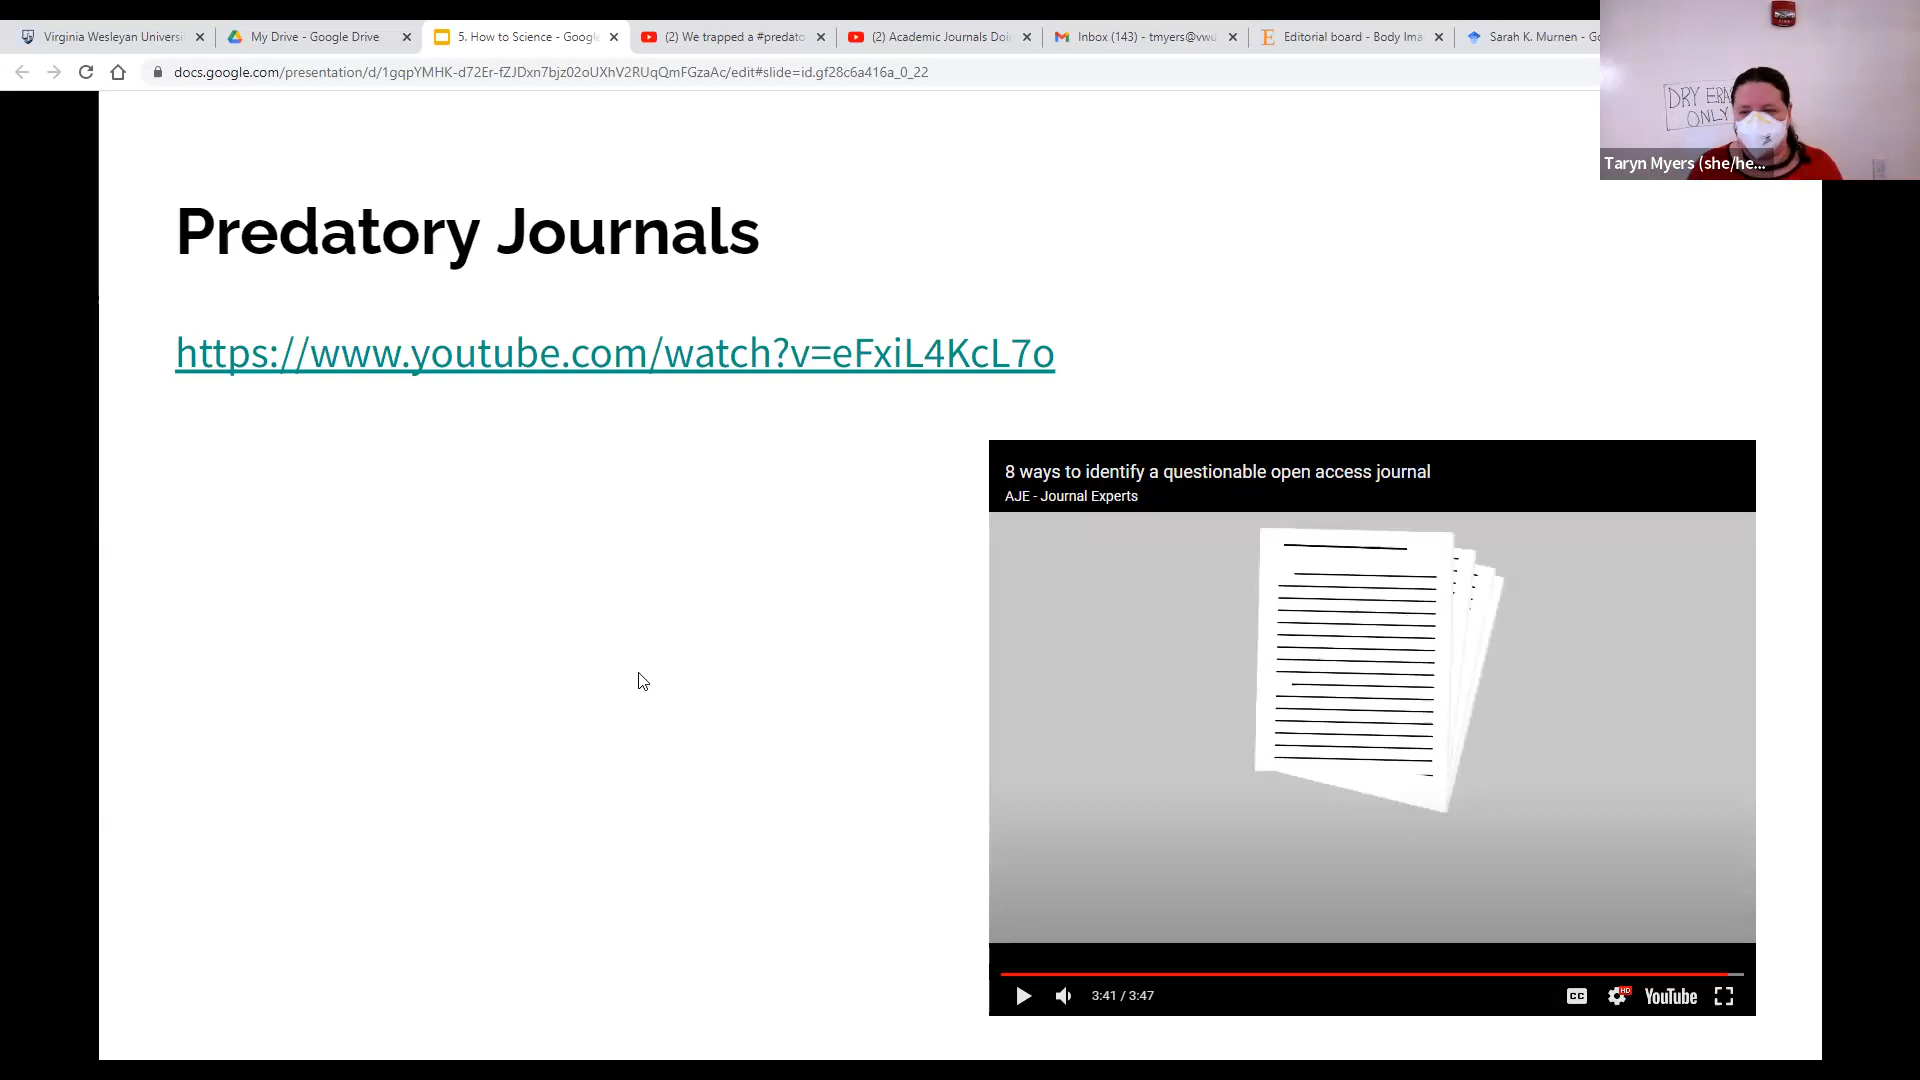 Virginia Wesleyan Universi
My Drive - Google Drive
5. How to Science - Google
(2) We trapped a #predato
(2) Academic Journals Doi
Inbox (143) - tmyers@vwu
Editorial board - Body Ima
Sarah K. Murnen - Go
docs.google.com/presentation/d/1gqpYMHK-d72Er-fZJDxn7bjz02oUXhV2RUqQmFGzaAc/edit#slide=id.gf28c6a416a_0_22
DRY ERA
ONLY
Taryn Myers (she/he...
Predatory Journals
https://www.youtube.com/watch?v=eFxiL4KcL7o
8 ways to identify a questionable open access journal
AJE - Journal Experts
3:41 / 3:47
CC
HD
YouTube